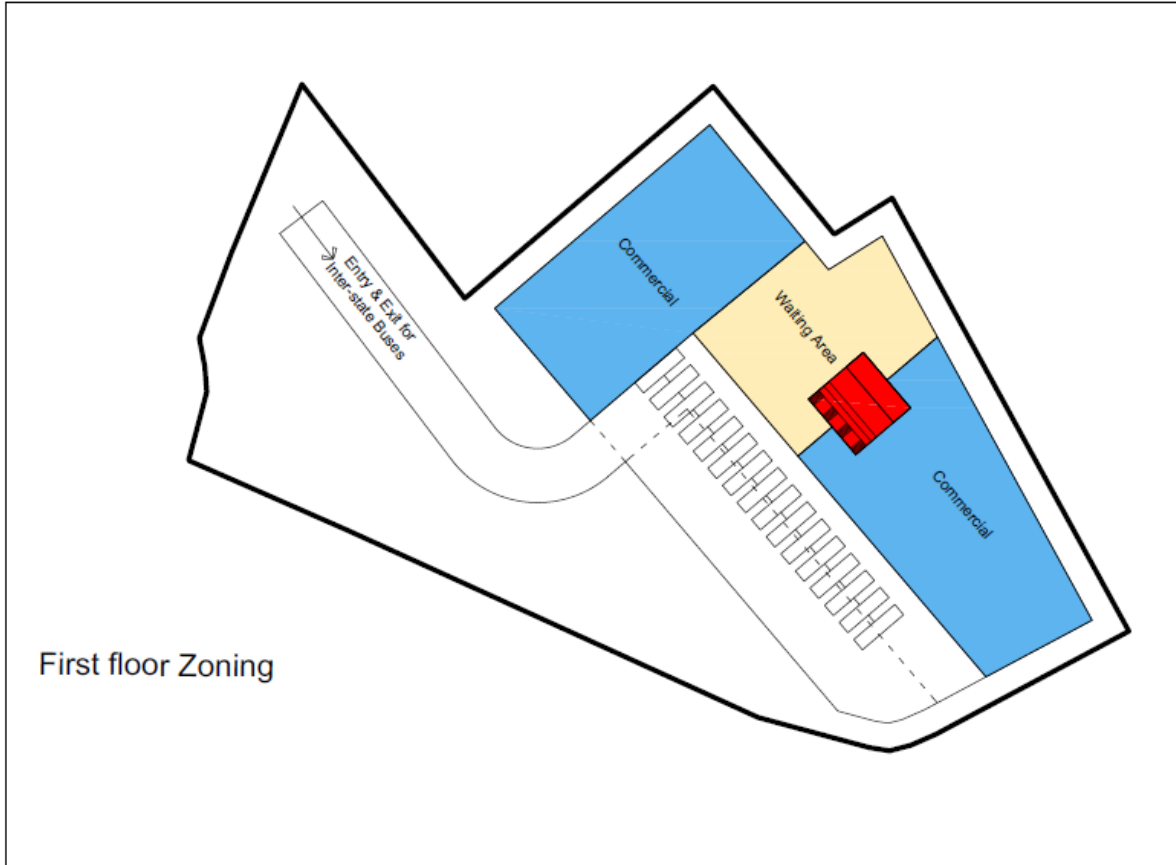 Commercial
Entry & Exit for
Inter-state Buses
Waiting Area
Commercial
First floor Zoning